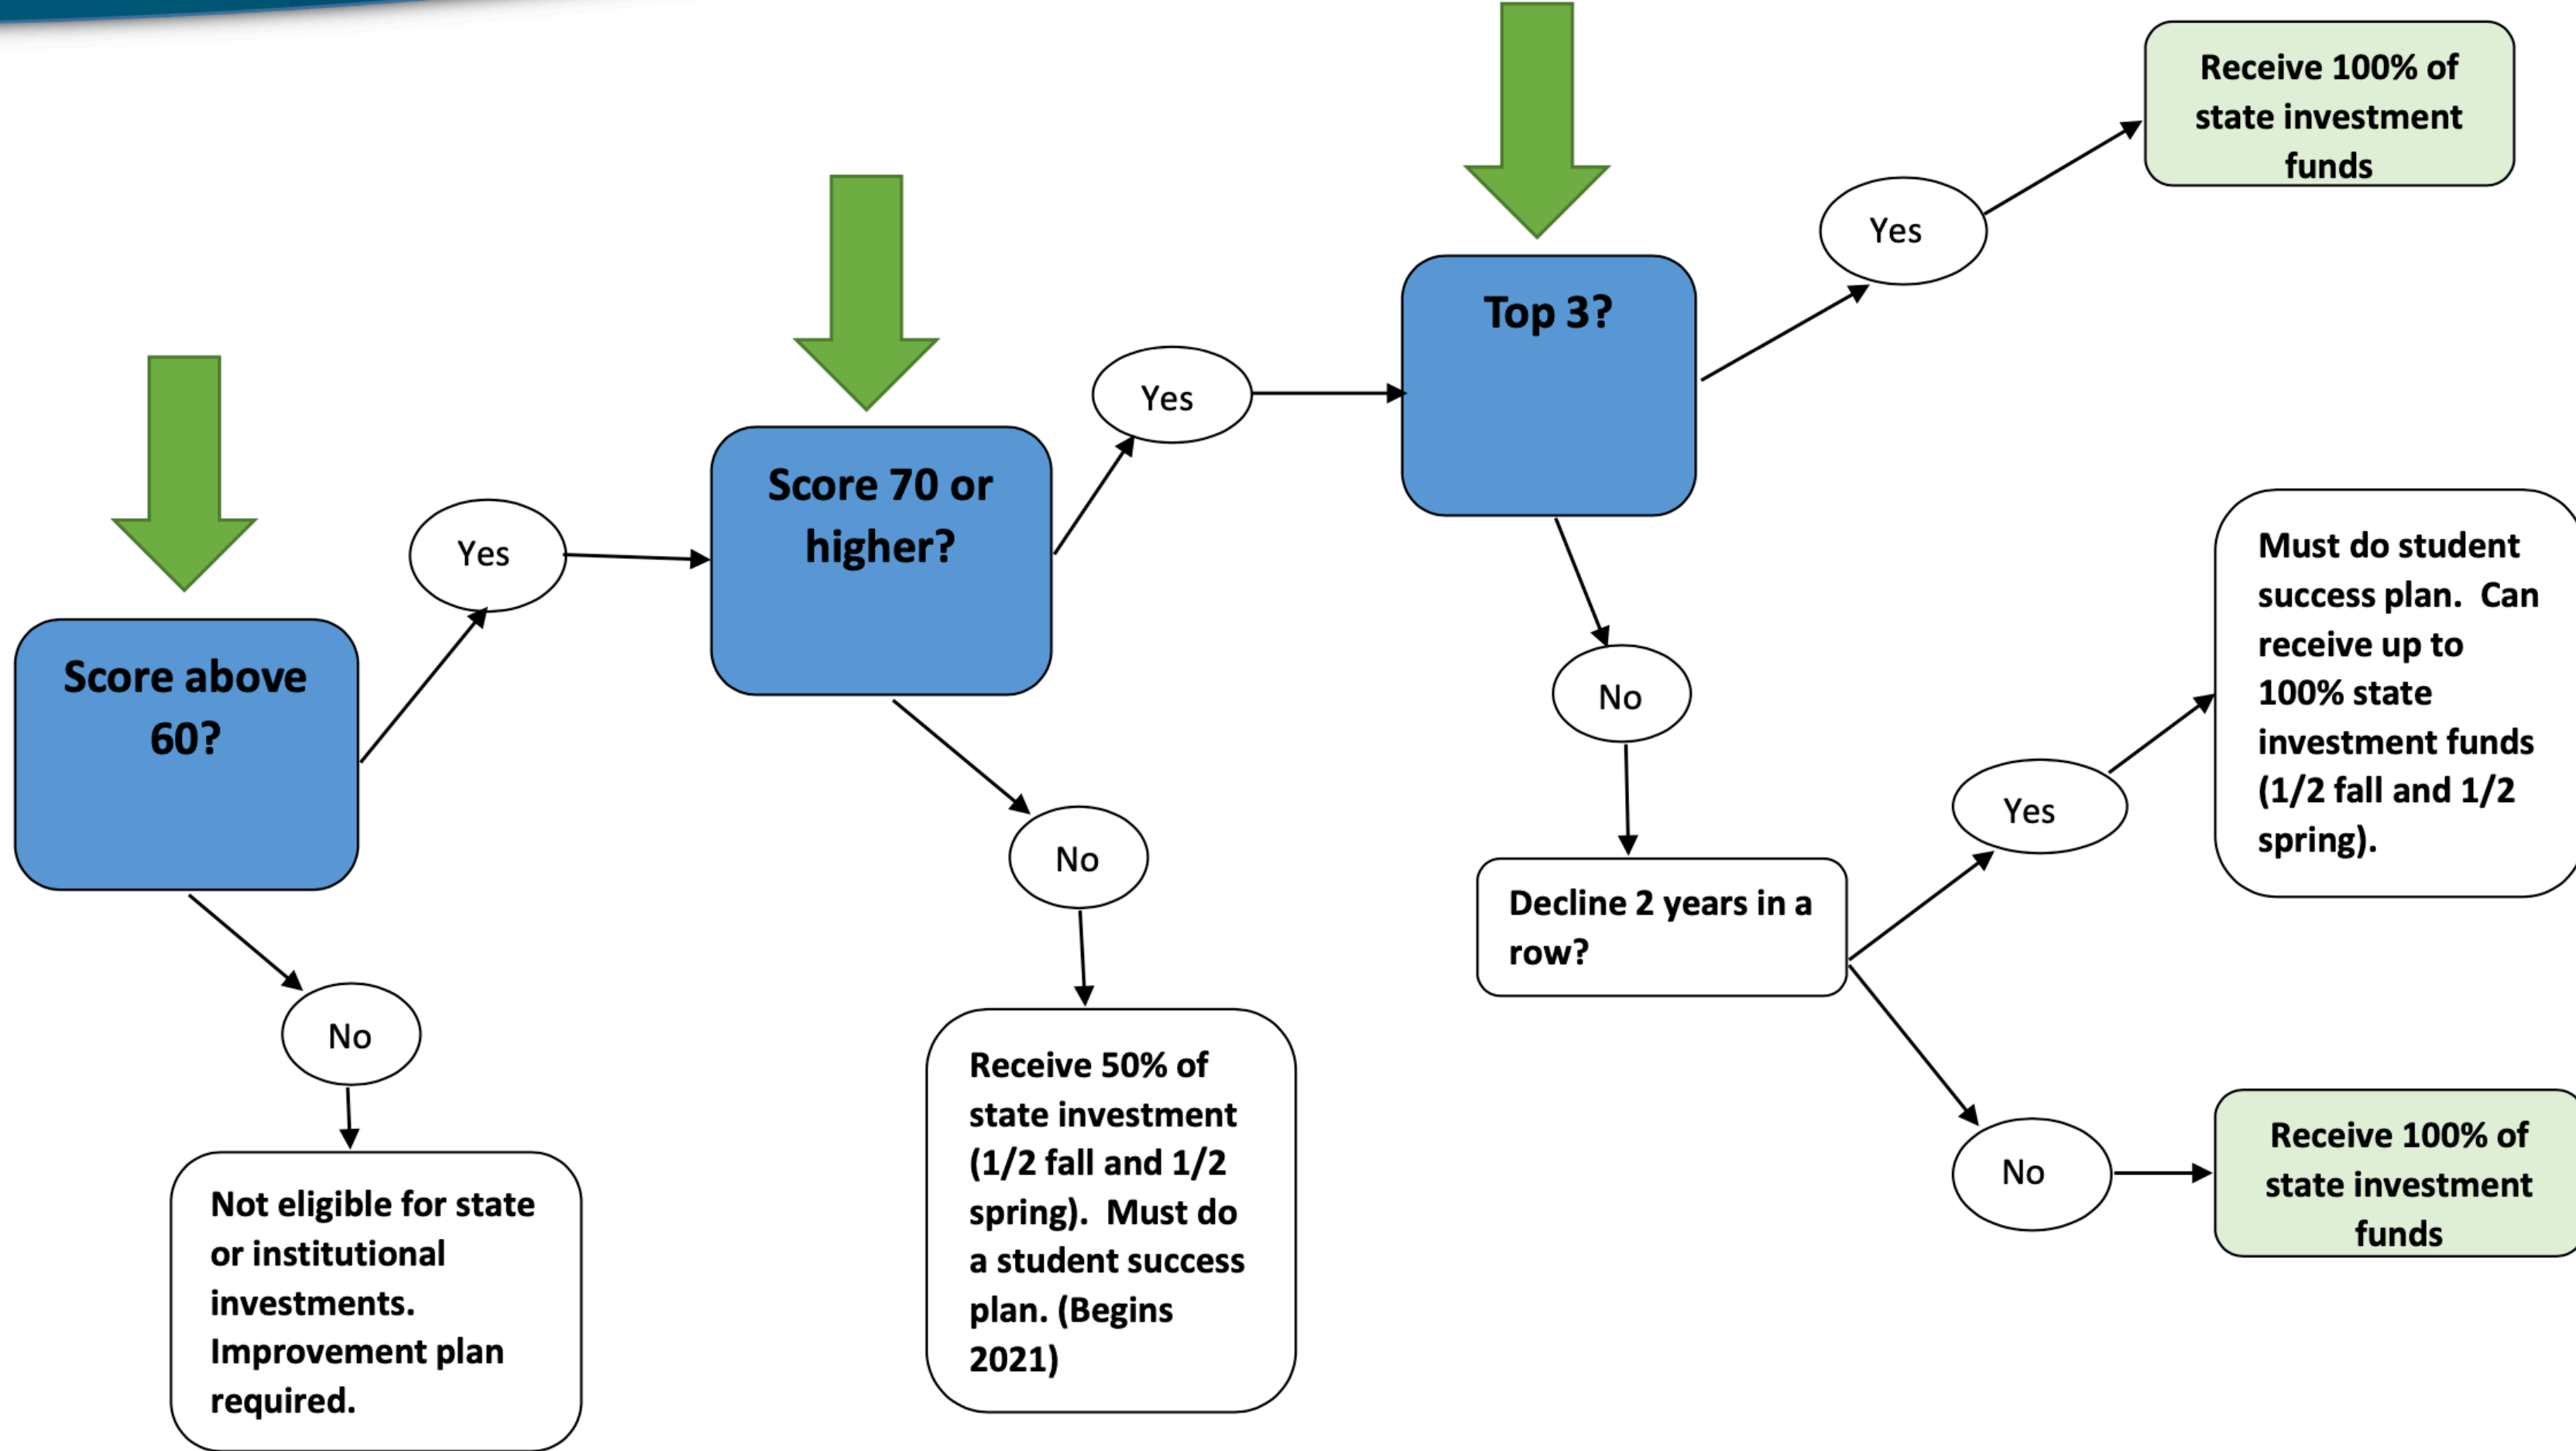 Score above
60?
Yes
No
Not eligible for state
or institutional
investments.
Improvement plan
required.
Score 70 or
higher?
Yes
No
Receive 50% of
state investment
(1/2 fall and 1/2
spring).  Must do
a student success
plan. (Begins
2021)
Top 3?
Yes
Receive 100% of
state investment
funds
No
Decline 2 years in a
row?
Yes
Must do student
success plan.  Can
receive up to
100% state
investment funds
(1/2 fall and 1/2
spring).
No
Receive 100% of
state investment
funds